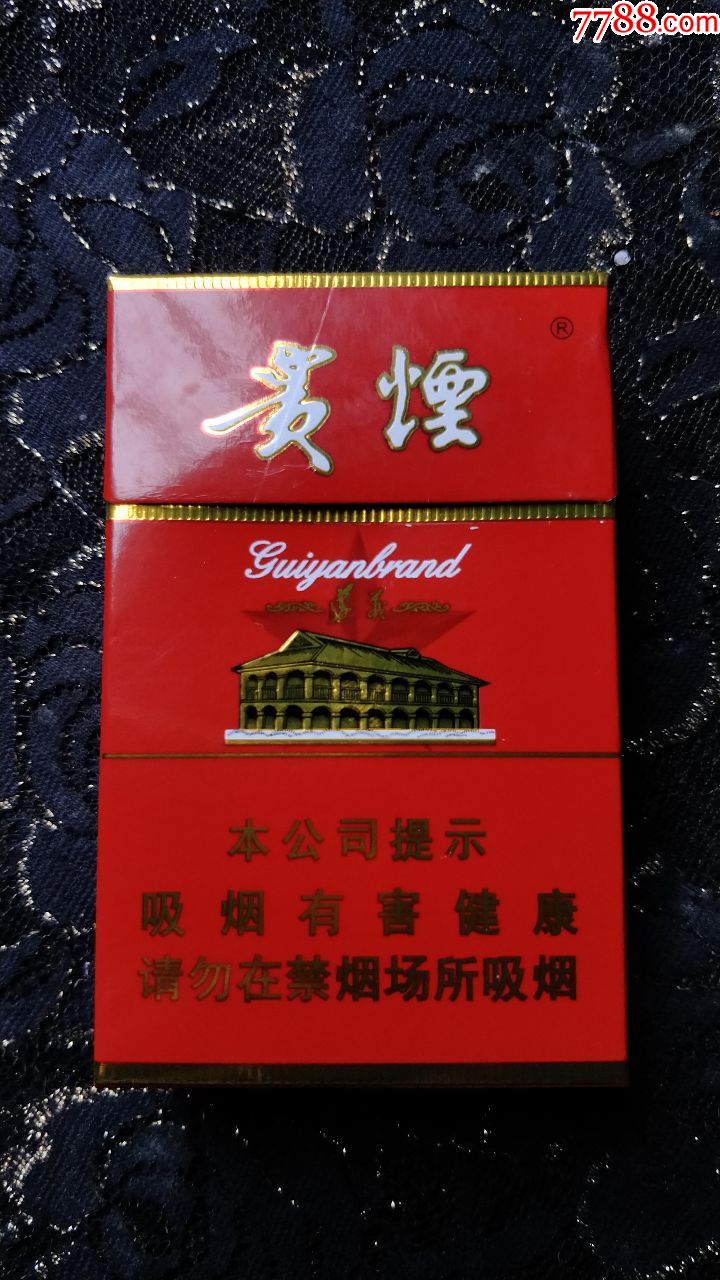 7788.com
®
贵煙
Guiyanbrand
遵义
本公司提示
吸烟有害健康
请勿在禁烟场所吸烟